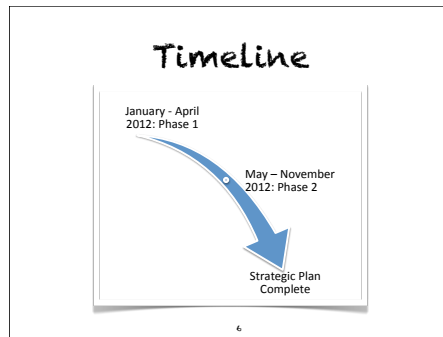 Timeline
January - April
2012: Phase 1
May – November
2012: Phase 2
Strategic Plan
Complete
6